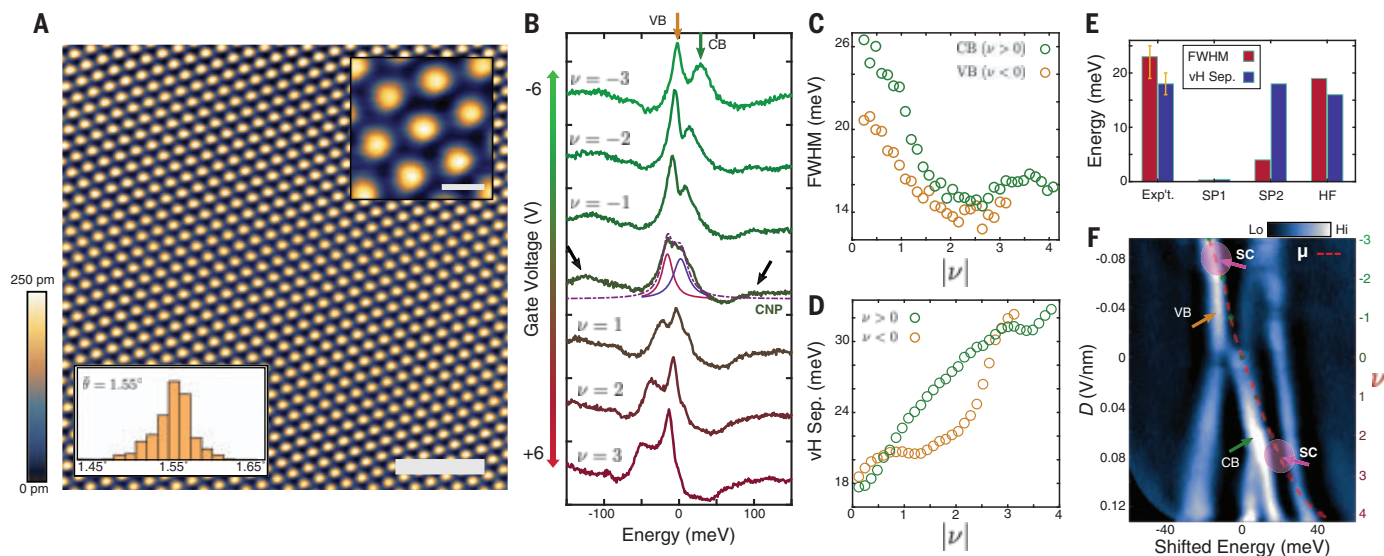 A
250 pm
0 pm
θ̄ = 1.55°
1.45° 1.55° 1.65°
B
VB
CB
-6
Gate Voltage (V)
+6
ν = −3
ν = −2
ν = −1
CNP
ν = 1
ν = 2
ν = 3
-100 0 100
Energy (meV)
C
FWHM (meV)
26
22
20
14
CB (ν > 0)
VB (ν < 0)
0 1 2 3 4
|ν|
D
vH Sep. (meV)
30
26
22
18
ν > 0
ν < 0
0 1 2 3 4
|ν|
E
Energy (meV)
20
10
0
FWHM
vH Sep.
Exp't. SP1 SP2 HF
F
Lo Hi
D (V/nm)
-0.08
-0.04
0
0.04
0.08
0.12
SC
μ
VB
CB
SC
-3
-2
-1
0
1
2
3
4
ν
-40 0 40
Shifted Energy (meV)